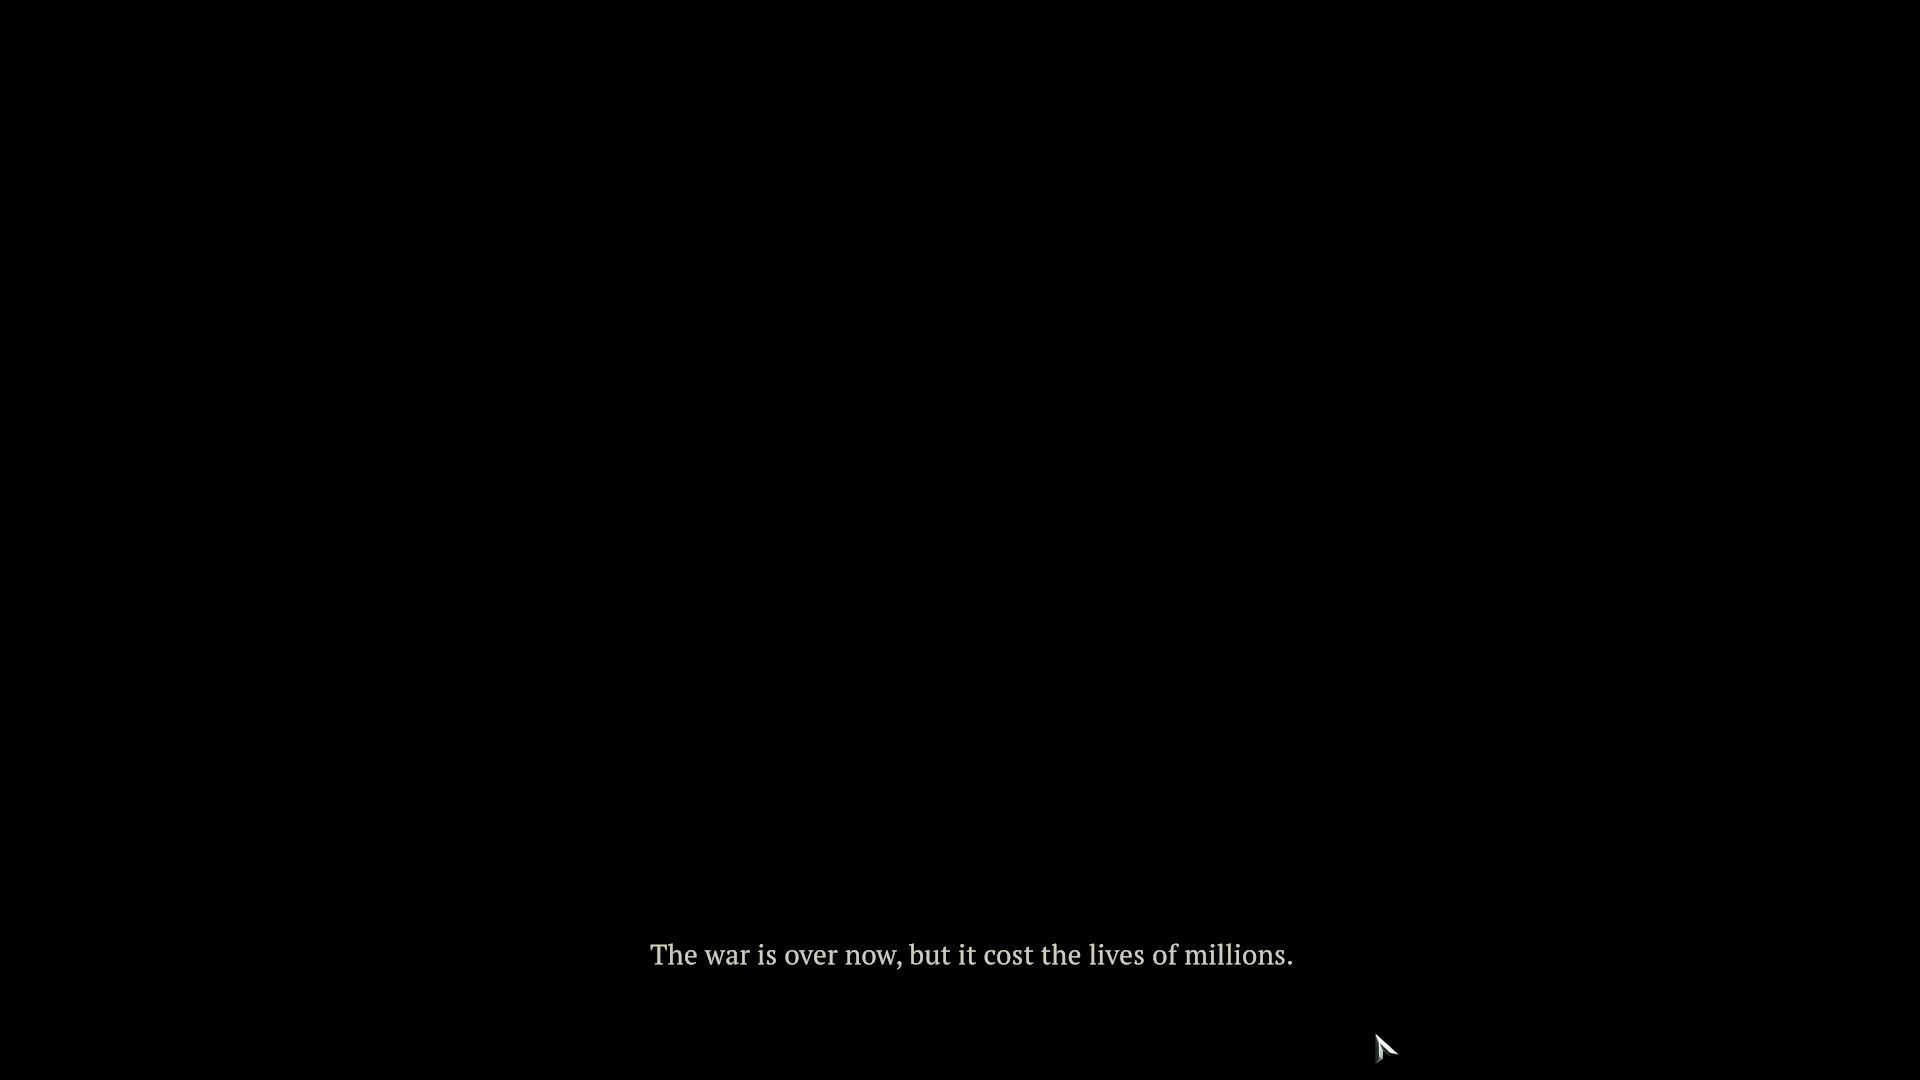 The war is over now, but it cost the lives of millions.